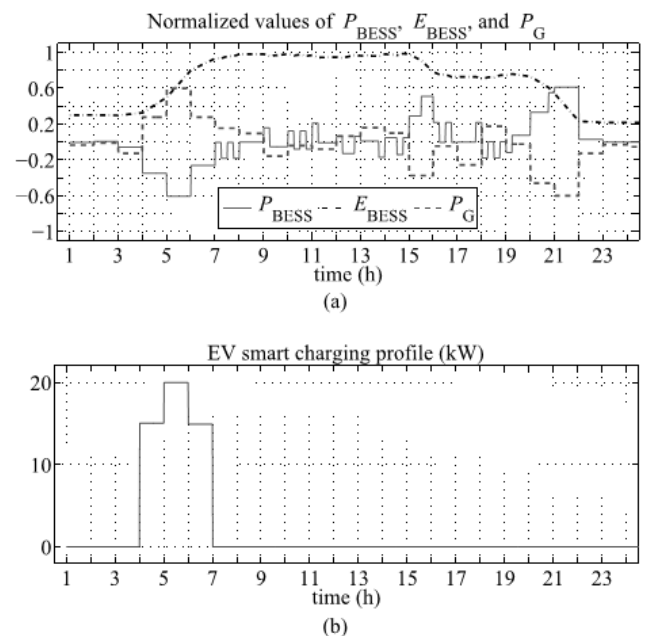 Normalized values of P_BESS, E_BESS, and P_G
1
0.6
0.2
−0.2
−0.6
−1
P_BESS E_BESS P_G
1 3 5 7 9 11 13 15 17 19 21 23
time (h)
(a)
EV smart charging profile (kW)
20
10
0
1 3 5 7 9 11 13 15 17 19 21 23
time (h)
(b)